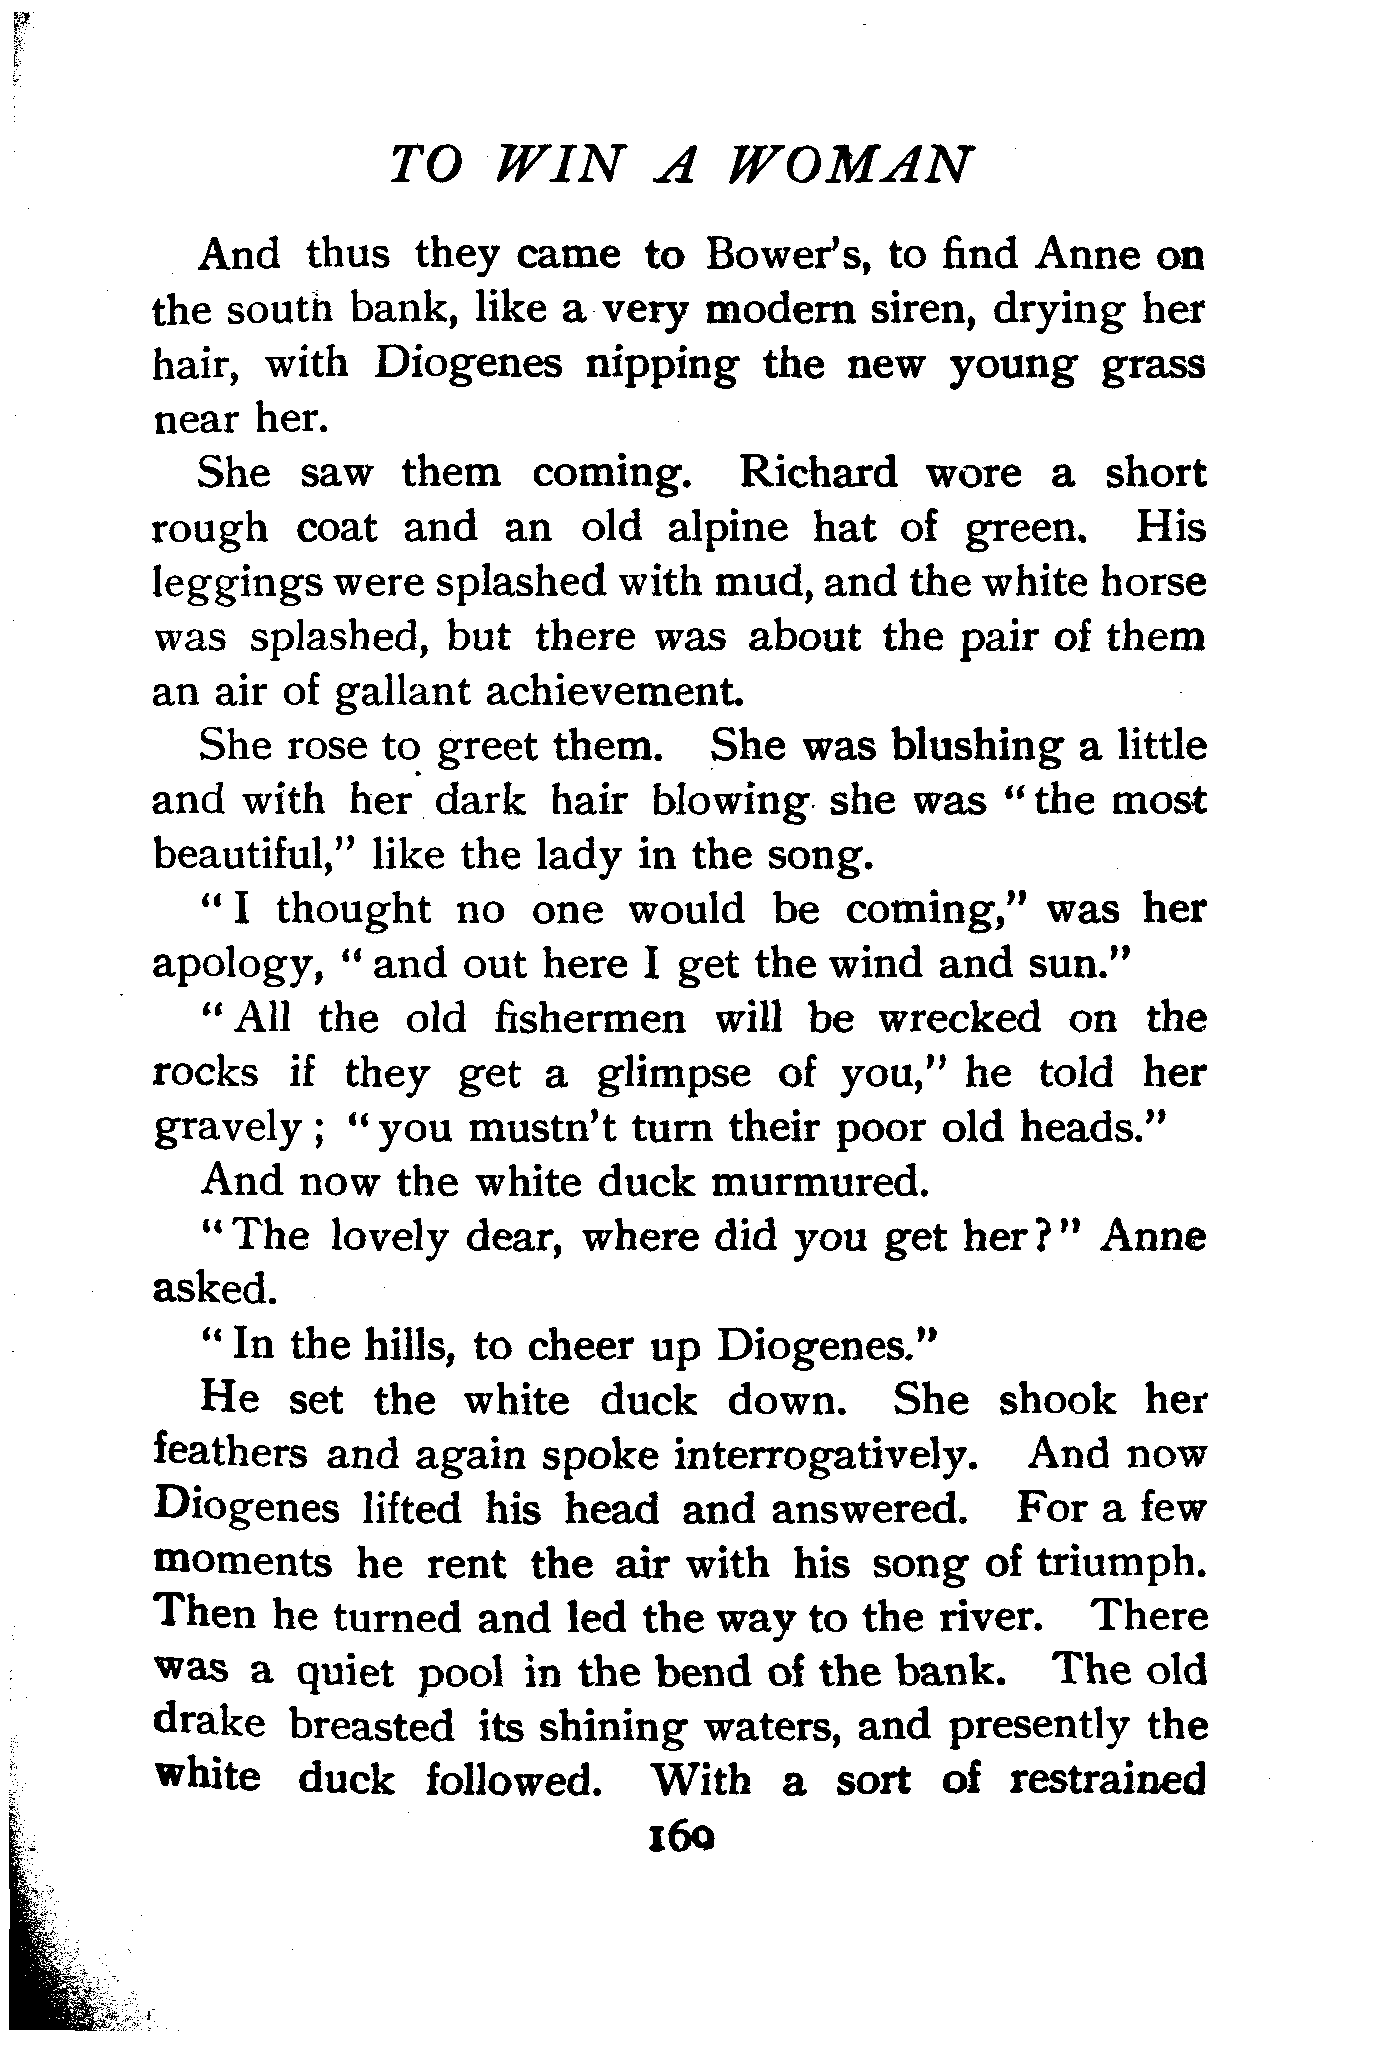 TO WIN A WOMAN
And thus they came to Bower's, to find Anne on
the south bank, like a very modern siren, drying her
hair, with Diogenes nipping the new young grass
near her.
She saw them coming. Richard wore a short
rough coat and an old alpine hat of green. His
leggings were splashed with mud, and the white horse
was splashed, but there was about the pair of them
an air of gallant achievement.
She rose to greet them. She was blushing a little
and with her dark hair blowing she was “the most
beautiful,” like the lady in the song.
“I thought no one would be coming,” was her
apology, “and out here I get the wind and sun.”
“All the old fishermen will be wrecked on the
rocks if they get a glimpse of you,” he told her
gravely; “you mustn't turn their poor old heads.”
And now the white duck murmured.
“The lovely dear, where did you get her?” Anne
asked.
“In the hills, to cheer up Diogenes.”
He set the white duck down. She shook her
feathers and again spoke interrogatively. And now
Diogenes lifted his head and answered. For a few
moments he rent the air with his song of triumph.
Then he turned and led the way to the river. There
was a quiet pool in the bend of the bank. The old
drake breasted its shining waters, and presently the
white duck followed. With a sort of restrained
160